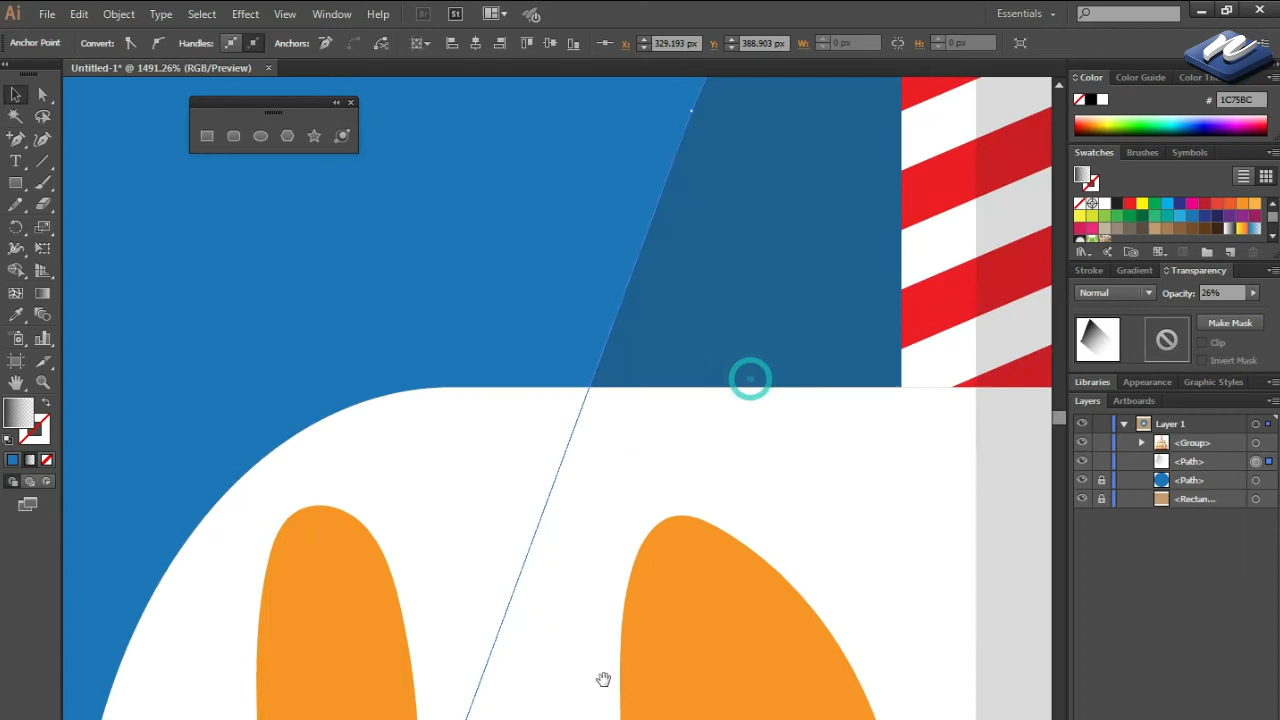 Ai File Edit Object Type Select Effect View Window Help Br St Essentials
Anchor Point Convert: Handles: Anchors: X: 329.193 px Y: 388.903 px W: 0 px H: 0 px
Untitled-1* @ 1491.26% (RGB/Preview)
Color Color Guide
# 1C75BC
Swatches Brushes Symbols
Stroke Gradient Transparency
Normal Opacity: 26%
Make Mask
Clip
Invert Mask
Libraries Appearance Graphic Styles
Layers Artboards
Layer 1
<Group>
<Path>
<Path>
<Rectan...